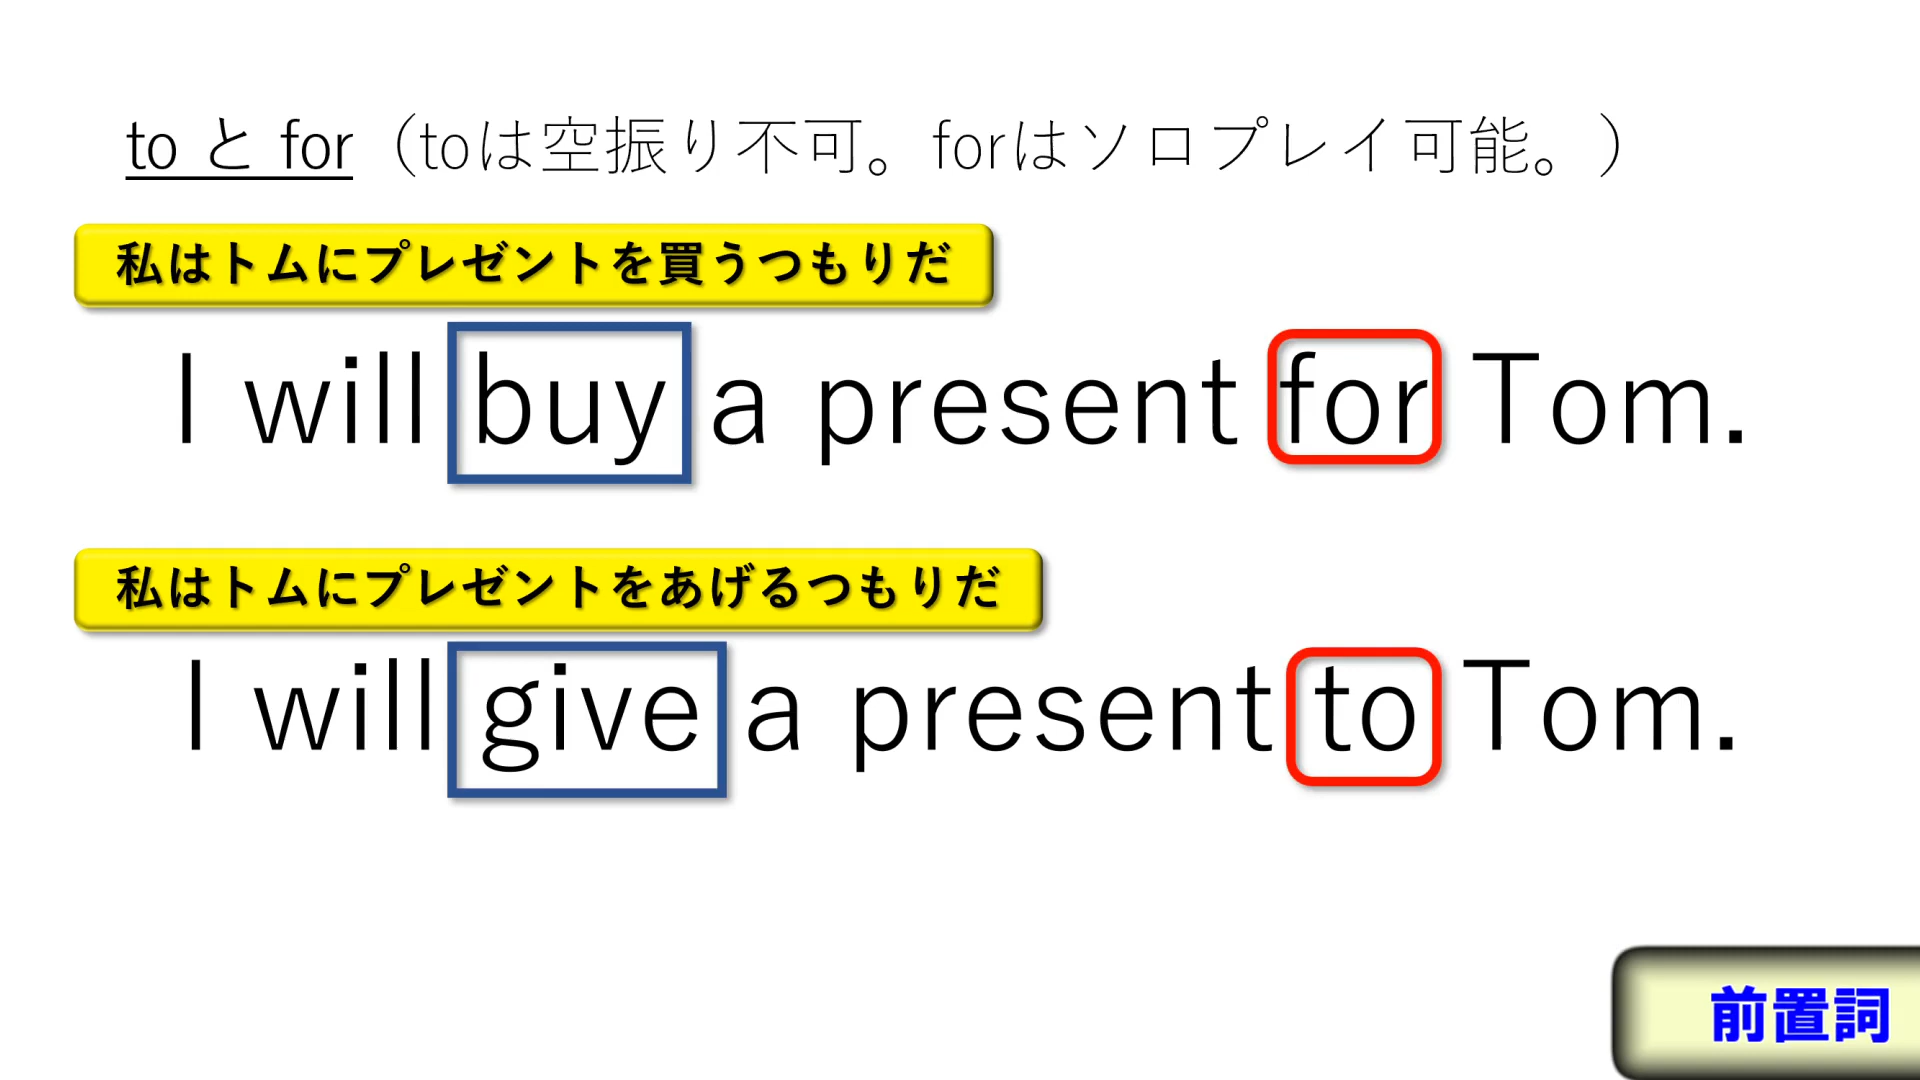 to と for（toは空振り不可。forはソロプレイ可能。）
私はトムにプレゼントを買うつもりだ
I will buy a present for Tom.
私はトムにプレゼントをあげるつもりだ
I will give a present to Tom.
前置詞